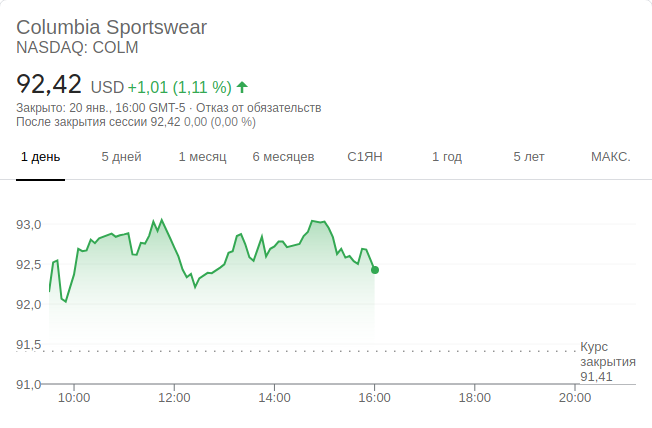 Columbia Sportswear
NASDAQ: COLM
92,42 USD +1,01 (1,11 %)
Закрыто: 20 янв., 16:00 GMT-5 · Отказ от обязательств
После закрытия сессии 92,42 0,00 (0,00 %)
1 день 5 дней 1 месяц 6 месяцев С1ЯН 1 год 5 лет МАКС.
93,0
92,5
92,0
91,5
Курс
закрытия
91,41
91,0
10:00 12:00 14:00 16:00 18:00 20:00